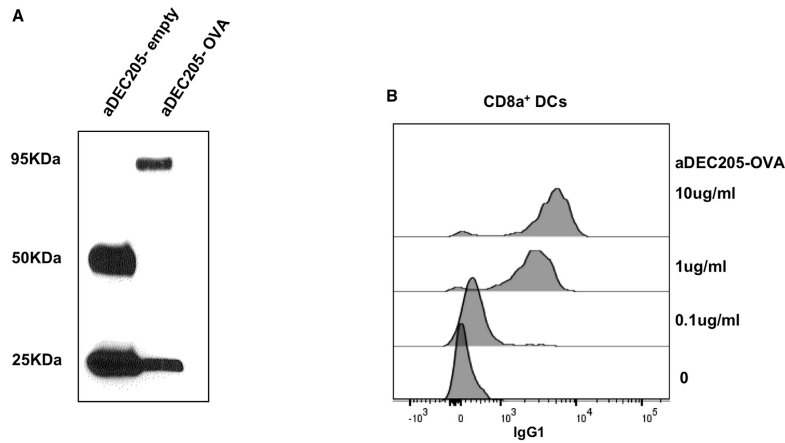 A
aDEC205- empty
aDEC205- OVA
95KDa
50KDa
25KDa
B
CD8a⁺ DCs
aDEC205-OVA
10ug/ml
1ug/ml
0.1ug/ml
0
-10³ 0 10³ 10⁴ 10⁵
IgG1